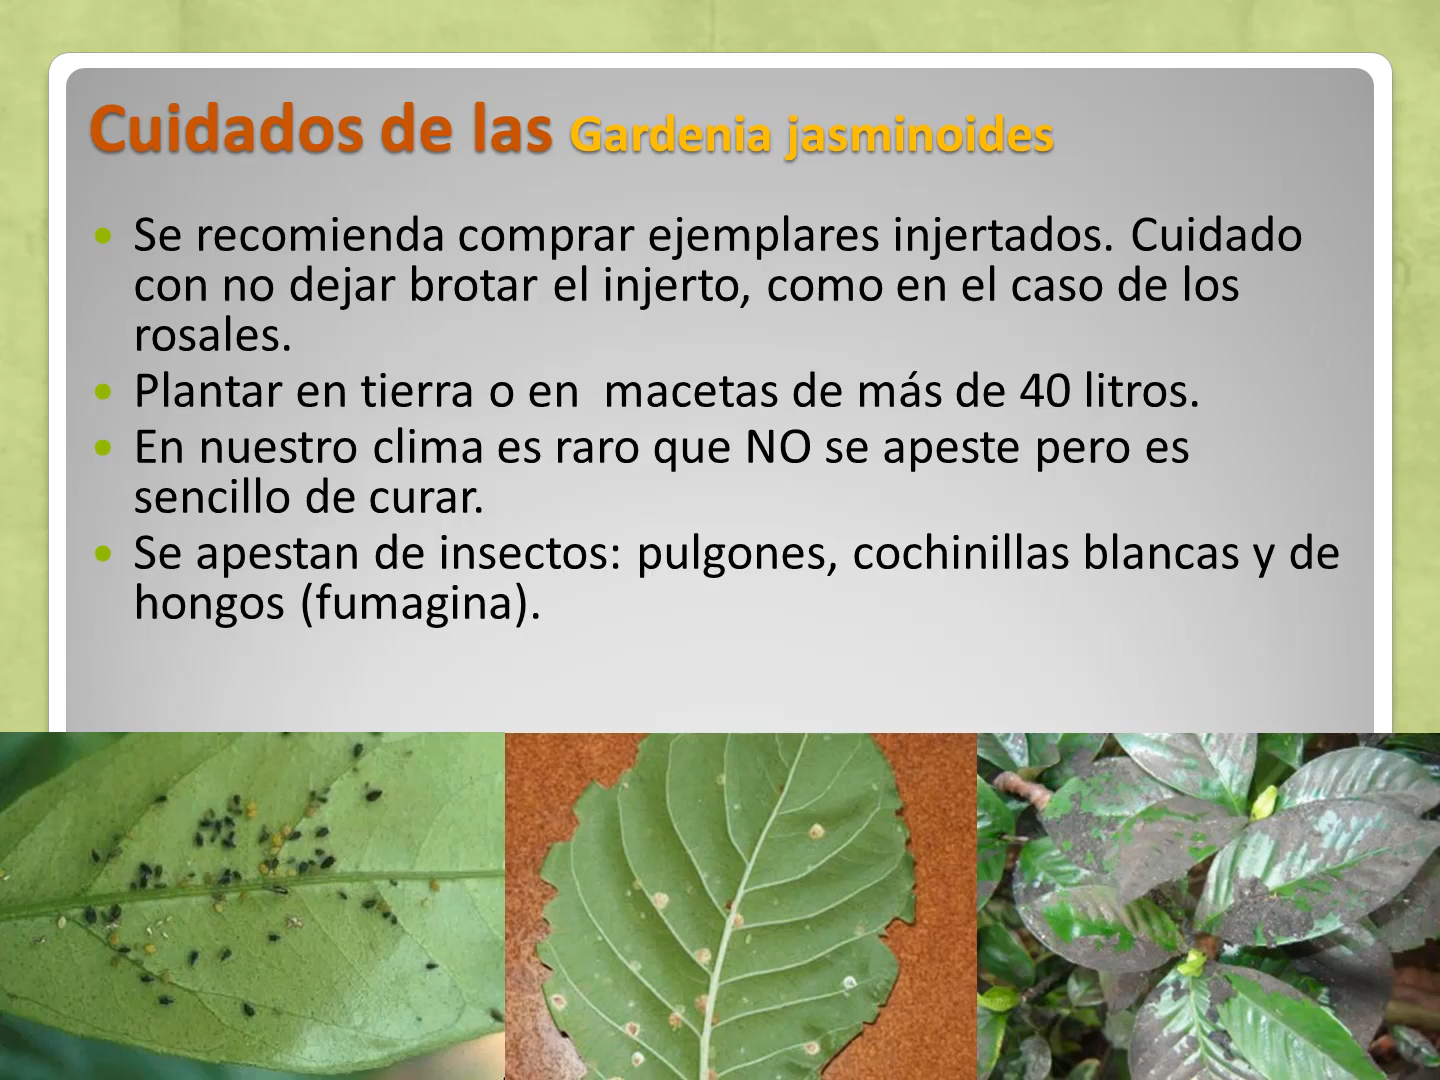 Cuidados de las Gardenia jasminoides
• Se recomienda comprar ejemplares injertados. Cuidado
con no dejar brotar el injerto, como en el caso de los
rosales.
• Plantar en tierra o en  macetas de más de 40 litros.
• En nuestro clima es raro que NO se apeste pero es
sencillo de curar.
• Se apestan de insectos: pulgones, cochinillas blancas y de
hongos (fumagina).